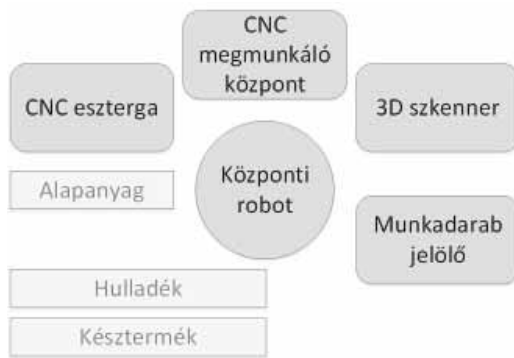 CNC
megmunkáló
központ
CNC eszterga
3D szkenner
Központi
robot
Alapanyag
Munkadarab
jelölő
Hulladék
Késztermék